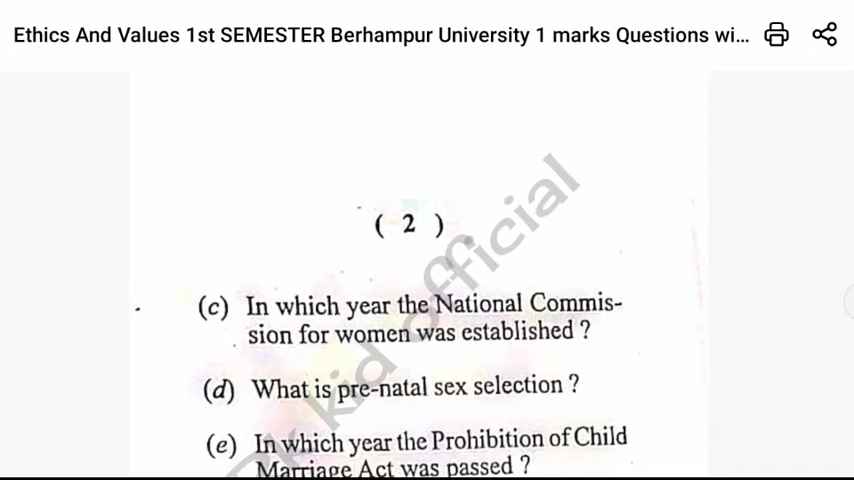 Ethics And Values 1st SEMESTER Berhampur University 1 marks Questions wi...
( 2 )
(c) In which year the National Commis-
sion for women was established ?
(d) What is pre-natal sex selection ?
(e) In which year the Prohibition of Child
Marriage Act was passed ?
kid official